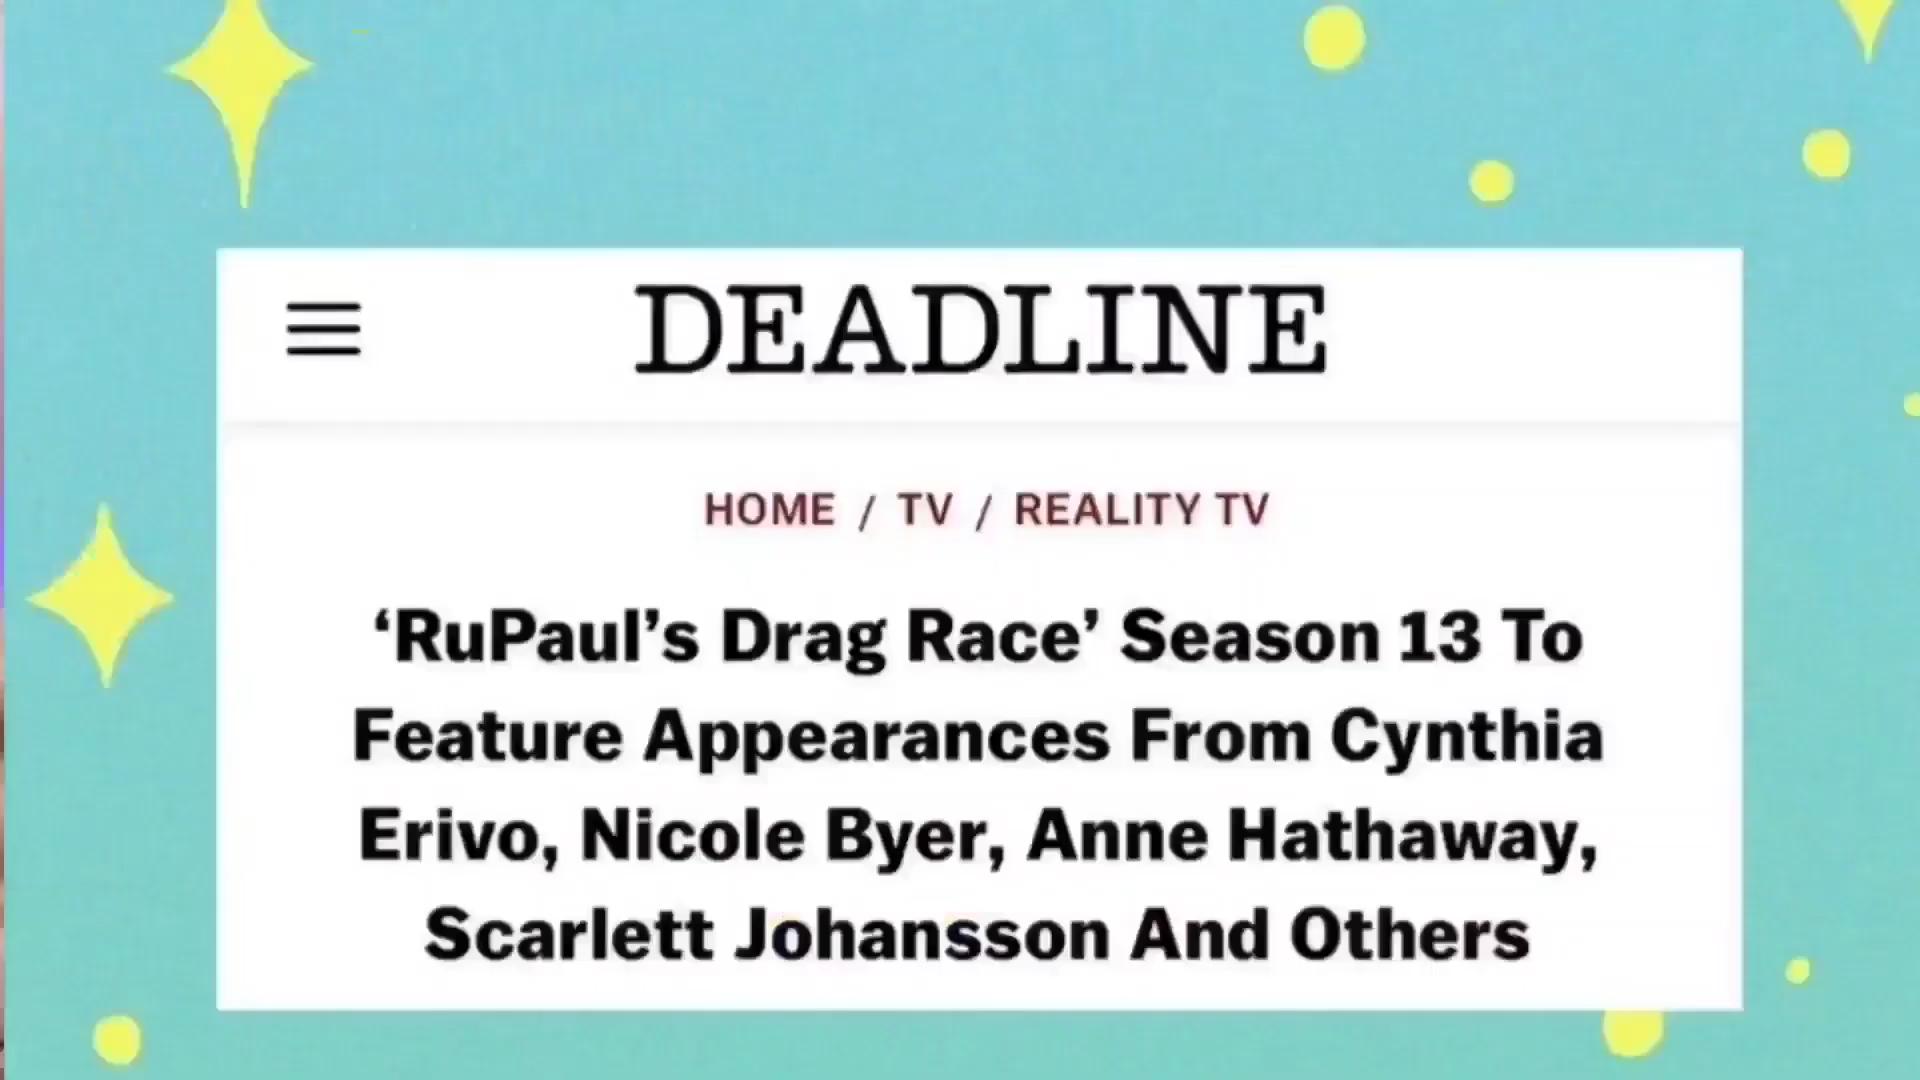 DEADLINE
HOME / TV / REALITY TV
‘RuPaul’s Drag Race’ Season 13 To
Feature Appearances From Cynthia
Erivo, Nicole Byer, Anne Hathaway,
Scarlett Johansson And Others